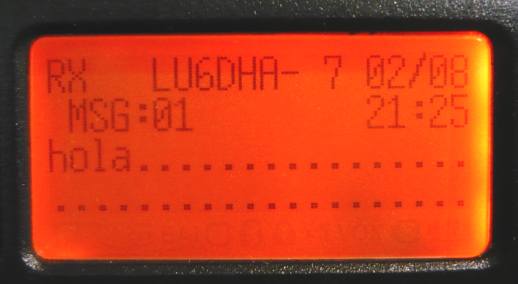 RX LU6DHA- 7 02/08
MSG:01 21:25
hola................
....................